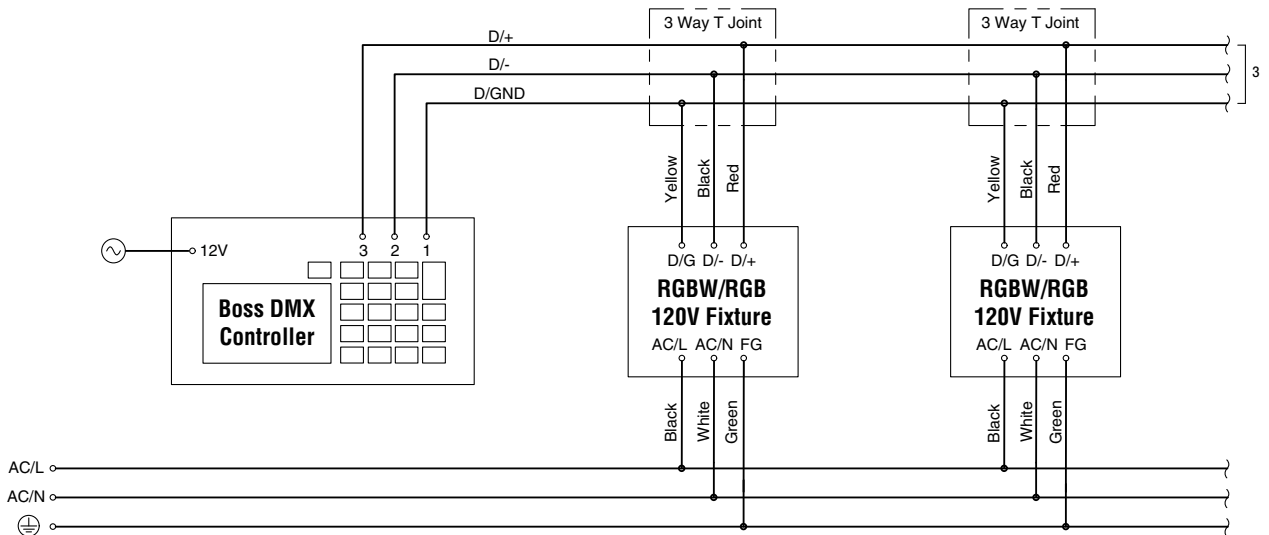 3 Way T Joint
3 Way T Joint
D/+
D/-
3
D/GND
Yellow
Black
Red
Yellow
Black
Red
12V
3 2 1
D/G D/- D/+
RGBW/RGB
120V Fixture
AC/L AC/N FG
D/G D/- D/+
RGBW/RGB
120V Fixture
AC/L AC/N FG
Boss DMX
Controller
Black
White
Green
Black
White
Green
AC/L
AC/N